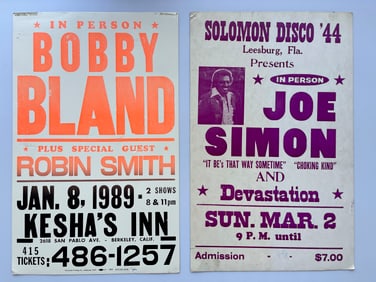 ★ IN PERSON ★
BOBBY
BLAND
★ PLUS SPECIAL GUEST ★
ROBIN SMITH
JAN. 8, 1989 • 2 SHOWS
8 & 11pm
KESHA'S INN
2618 SAN PABLO AVE. - BERKELEY, CALIF.
415
TICKETS: 486-1257
SOLOMON DISCO '44
Leesburg, Fla.
Presents
★ IN PERSON ★
JOE
SIMON
"IT BE'S THAT WAY SOMETIME" "CHOKING KIND"
AND
★ Devastation ★
SUN. MAR. 2
9 P.M. until
Admission - - $7.00